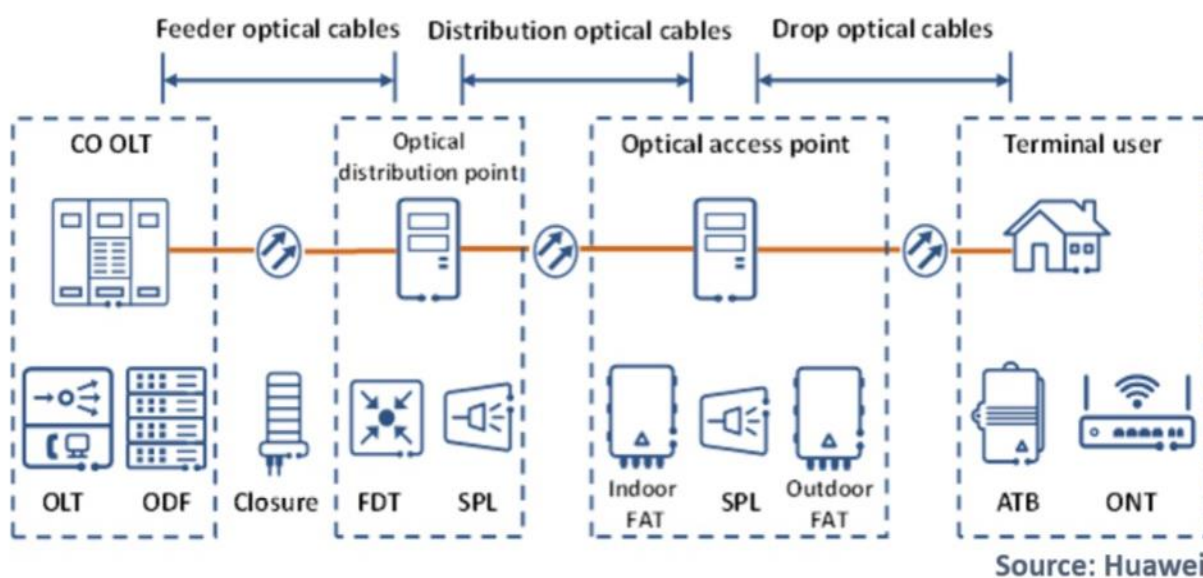 Feeder optical cables
Distribution optical cables
Drop optical cables
CO OLT
Optical
distribution point
Optical access point
Terminal user
OLT
ODF
Closure
FDT
SPL
Indoor
FAT
SPL
Outdoor
FAT
ATB
ONT
Source: Huawei